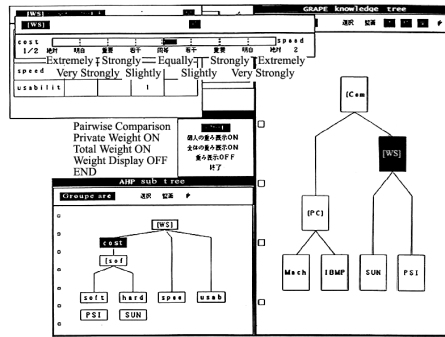 [WS]
GRAPE knowledge tree
[WS]
選択 監画
cost speed
1/2 絶対 明白 重要 若干 同等 若干 重要 明白 絶対 2
Extremely Strongly Equally Strongly Extremely
Very Strongly Slightly Slightly Very Strongly
speed
usabilit 1
[Com
[WS]
[PC]
Mach IBMP SUN PSI
Pairwise Comparison
Private Weight ON 個人の重み表示ON
Total Weight ON 全体の重み表示ON
Weight Display OFF 重み表示OFF
END 終了
AHP sub tree
Groupe are 選択 監画
[WS]
cost
[sof
soft hard spee usab
PSI SUN